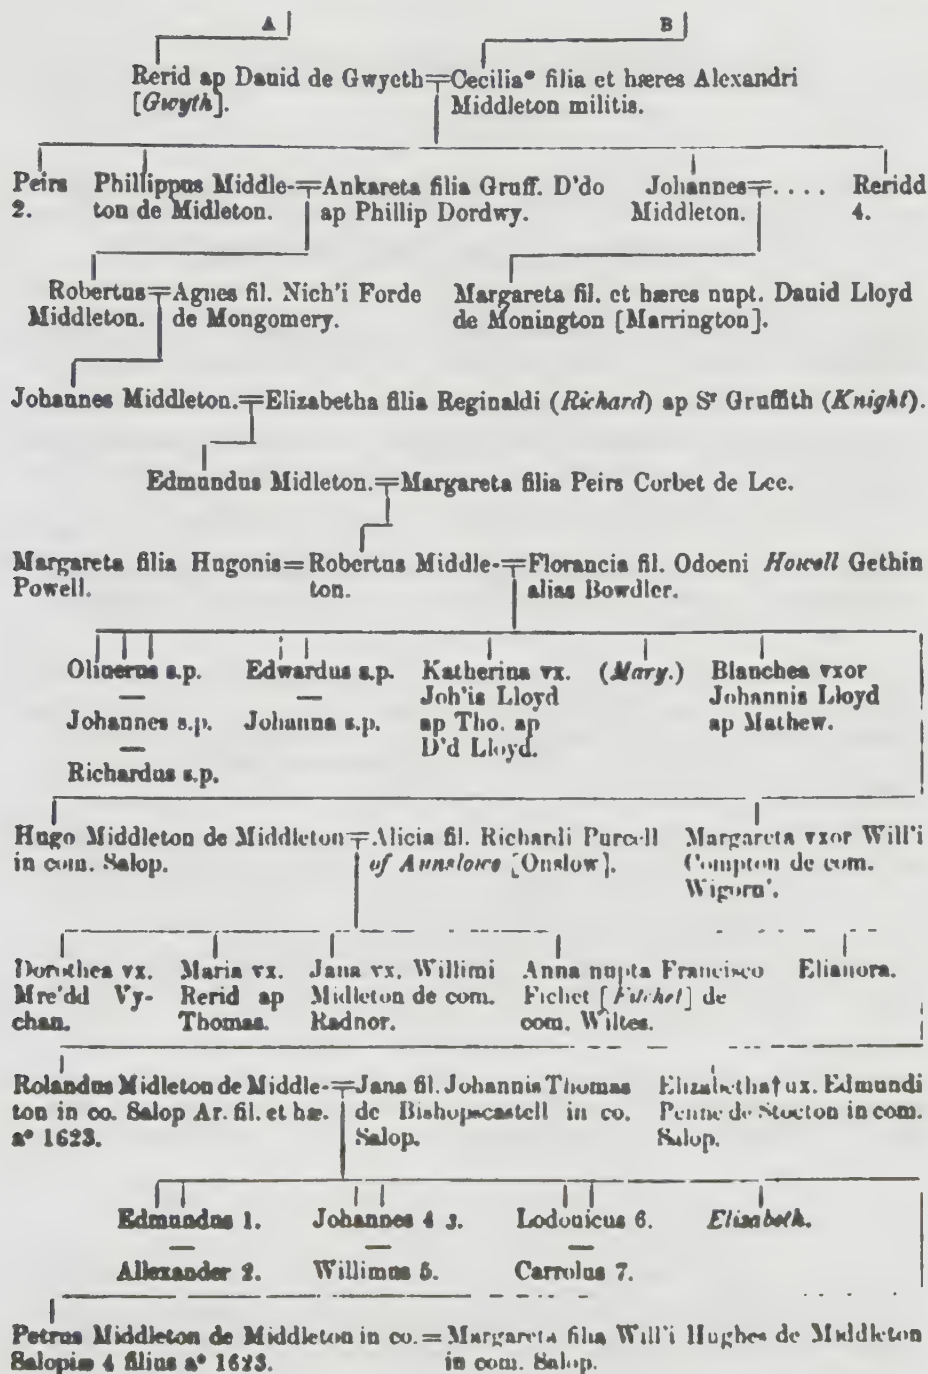 A B
Rerid ap Dauid de Gwyeth=Cecilia* filia et hæres Alexandri
[Gwyth]. Middleton militis.
Peirs Phillippus Middle-=Ankareta filia Gruff. D'do Johannes=.... Reridd
2. ton de Midleton. ap Phillip Dordwy. Middleton. 4.
Robertus=Agnes fil. Nich'i Forde Margareta fil. et hæres nupt. Dauid Lloyd
Middleton. de Mongomery. de Monington [Marrington].
Johannes Middleton.=Elizabetha filia Reginaldi (Richard) ap Sr Gruffith (Knight).
Edmundus Midleton.=Margareta filia Peirs Corbet de Lee.
Margareta filia Hugonis=Robertus Middle-=Florancia fil. Odoeni Howell Gethin
Powell. ton. alias Bowdler.
Oliuerus s.p. Edwardus s.p. Katherina vx. (Mary.) Blanchea vxor
Joh'is Lloyd Johannis Lloyd
Johannes s.p. Johanna s.p. ap Tho. ap ap Mathew.
D'd Lloyd.
Richardus s.p.
Hugo Middleton de Middleton=Alicia fil. Richardi Purcell Margareta vxor Will'i
in com. Salop. of Annslowe [Onslow]. Compton de com.
Wigorn'.
Dorothea vx. Maria vx. Jana vx. Willimi Anna nupta Francisco Elianora.
Mre'dd Vy- Rerid ap Midleton de com. Fichet [Fitchet] de
chan. Thomas. Radnor. com. Wiltes.
Rolandus Midleton de Middle-=Jana fil. Johannis Thomas Elizabetha† ux. Edmundi
ton in co. Salop Ar. fil. et hæ. de Bishopscastell in co. Penne de Stocton in com.
a° 1623. Salop. Salop.
Edmundus 1. Johannes 4 3. Lodouicus 6. Elizabeth.
Allexander 2. Willimus 5. Carrolus 7.
Petrus Middleton de Middleton in co.=Margareta filia Will'i Hughes de Middleton
Salopiæ 4 filius a° 1623. in com. Salop.